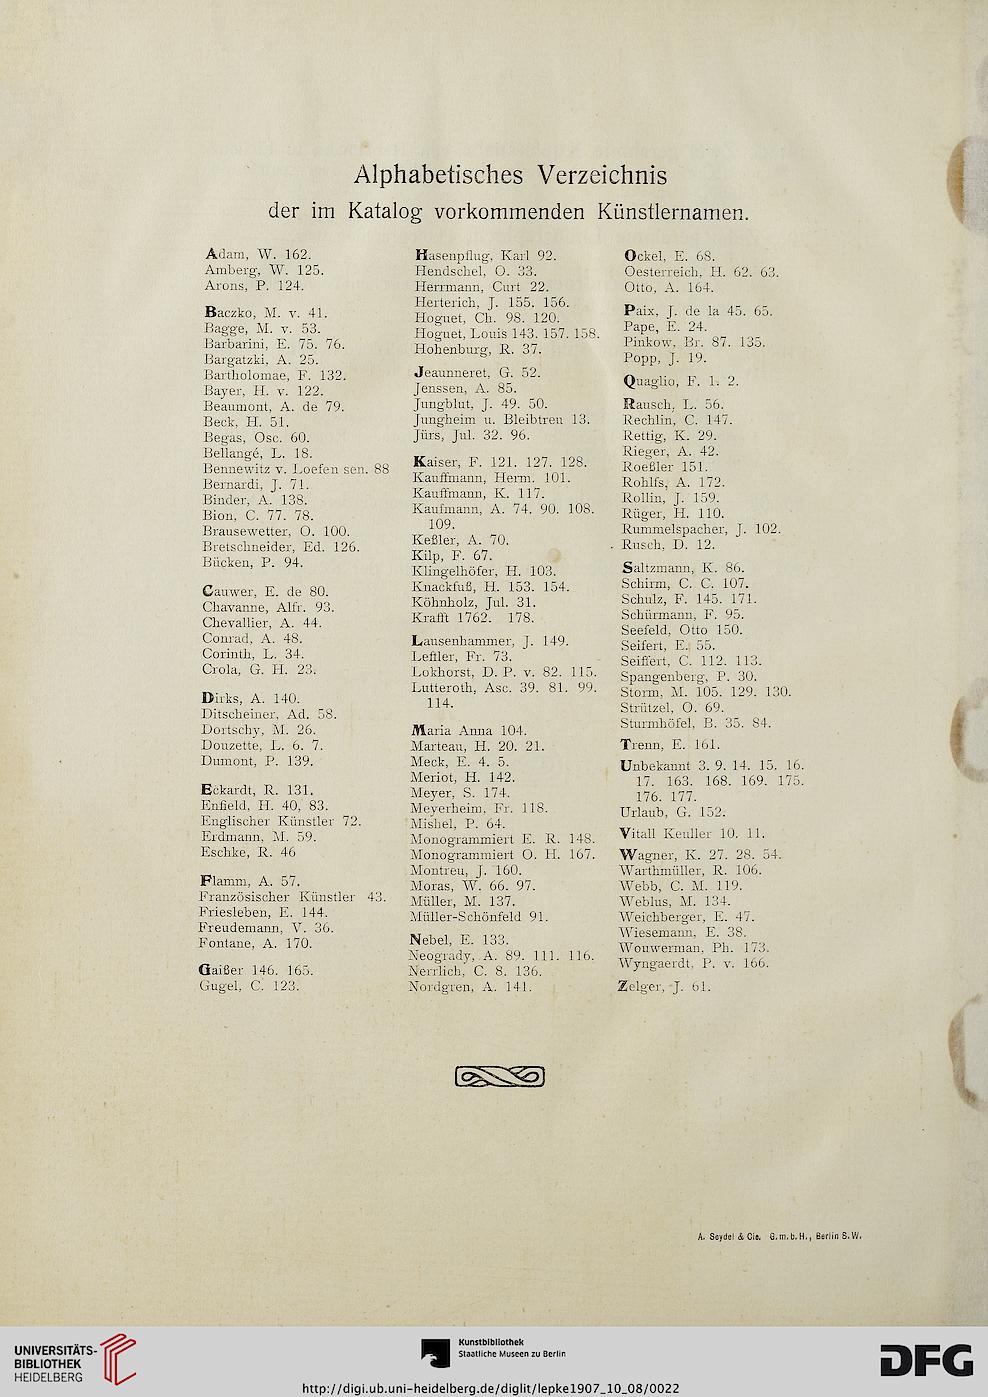 Alphabetisches Verzeichnis
der im Katalog vorkommenden Künstlernamen.
Adam, W. 162.
Amberg, W. 125.
Arons, P. 124.
Baczko, M. v. 41.
Bagge, M. v. 53.
Barbarini, E. 75. 76.
Bargatzki, A. 25.
Bartholomae, F. 132.
Bayer, H. v. 122.
Beaumont, A. de 79.
Beck, H. 51.
Begas, Osc. 60.
Bellangé, L. 18.
Bennewitz v. Loefen sen. 88
Bernardi, J. 71.
Binder, A. 138.
Bion, C. 77. 78.
Brausewetter, O. 100.
Bretschneider, Ed. 126.
Bücken, P. 94.
Cauwer, E. de 80.
Chavanne, Alfr. 93.
Chevallier, A. 44.
Conrad, A. 48.
Corinth, L. 34.
Crola, G. H. 23.
Dirks, A. 140.
Ditscheiner, Ad. 58.
Dortschy, M. 26.
Douzette, L. 6. 7.
Dumont, P. 139.
Eckardt, R. 131.
Enfield, H. 40. 83.
Englischer Künstler 72.
Erdmann, M. 59.
Eschke, R. 46
Flamm, A. 57.
Französischer Künstler 43.
Friesleben, E. 144.
Freudemann, V. 36.
Fontane, A. 170.
Gaißer 146. 165.
Gugel, C. 123.
Hasenpflug, Karl 92.
Hendschel, O. 33.
Herrmann, Curt 22.
Herterich, J. 155. 156.
Hoguet, Ch. 98. 120.
Hoguet, Louis 143. 157. 158.
Hohenburg, R. 37.
Jeaunneret, G. 52.
Jenssen, A. 85.
Jungblut, J. 49. 50.
Jungheim u. Bleibtreu 13.
Jürs, Jul. 32. 96.
Kaiser, F. 121. 127. 128.
Kauffmann, Herm. 101.
Kauffmann, K. 117.
Kaufmann, A. 74. 90. 108.
109.
Keßler, A. 70.
Kilp, F. 67.
Klingelhöfer, H. 103.
Knackfuß, H. 153. 154.
Köhnholz, Jul. 31.
Krafft 1762. 178.
Lausenhammer, J. 149.
Leftler, Fr. 73.
Lokhorst, D. P. v. 82. 115.
Lutteroth, Asc. 39. 81. 99.
114.
Maria Anna 104.
Marteau, H. 20. 21.
Meck, E. 4. 5.
Meriot, H. 142.
Meyer, S. 174.
Meyerheim, Fr. 118.
Mishel, P. 64.
Monogrammiert E. R. 148.
Monogrammiert O. H. 167.
Montreu, J. 160.
Moras, W. 66. 97.
Müller, M. 137.
Müller-Schönfeld 91.
Nebel, E. 133.
Neogrady, A. 89. 111. 116.
Nerrlich, C. 8. 136.
Nordgren, A. 141.
Ockel, E. 68.
Oesterreich, H. 62. 63.
Otto, A. 164.
Paix, J. de la 45. 65.
Pape, E. 24.
Pinkow, Br. 87. 135.
Popp, J. 19.
Quaglio, F. 1. 2.
Rausch, L. 56.
Rechlin, C. 147.
Rettig, K. 29.
Rieger, A. 42.
Roeßler 151.
Rohlfs, A. 172.
Rollin, J. 159.
Rüger, H. 110.
Rummelspacher, J. 102.
Rusch, D. 12.
Saltzmann, K. 86.
Schirm, C. C. 107.
Schulz, F. 145. 171.
Schürmann, F. 95.
Seefeld, Otto 150.
Seifert, E. 55.
Seiffert, C. 112. 113.
Spangenberg, P. 30.
Storm, M. 105. 129. 130.
Strützel, O. 69.
Sturmhöfel, B. 35. 84.
Trenn, E. 161.
Unbekannt 3. 9. 14. 15. 16.
17. 163. 168. 169. 175.
176. 177.
Urlaub, G. 152.
Vitall Keuller 10. 11.
Wagner, K. 27. 28. 54.
Warthmüller, R. 106.
Webb, C. M. 119.
Weblus, M. 134.
Weichberger, E. 47.
Wiesemann, E. 38.
Wouwerman, Ph. 173.
Wyngaerdt, P. v. 166.
Zelger, J. 61.
A. Seydel & Cie. G.m.b.H., Berlin S.W.
UNIVERSITÄTS-
BIBLIOTHEK
HEIDELBERG
Kunstbibliothek
Staatliche Museen zu Berlin
http://digi.ub.uni-heidelberg.de/diglit/lepke1907_10_08/0022
DFG